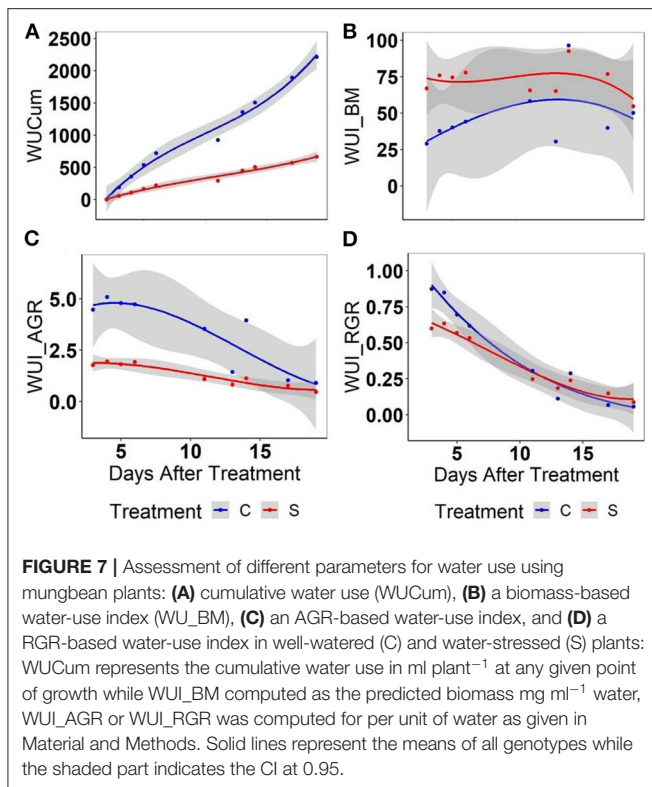 A
2500
2000
1500
1000
500
0
WUCum
B
100
75
50
25
0
WUI_BM
C
5.0
2.5
0.0
WUI_AGR
5
10
15
Days After Treatment
D
1.00
0.75
0.50
0.25
0.00
WUI_RGR
5
10
15
Days After Treatment
Treatment C S
Treatment C S
FIGURE 7 | Assessment of different parameters for water use using
mungbean plants: (A) cumulative water use (WUCum), (B) a biomass-based
water-use index (WU_BM), (C) an AGR-based water-use index, and (D) a
RGR-based water-use index in well-watered (C) and water-stressed (S) plants:
WUCum represents the cumulative water use in ml plant⁻¹ at any given point
of growth while WUI_BM computed as the predicted biomass mg ml⁻¹ water,
WUI_AGR or WUI_RGR was computed for per unit of water as given in
Material and Methods. Solid lines represent the means of all genotypes while
the shaded part indicates the CI at 0.95.